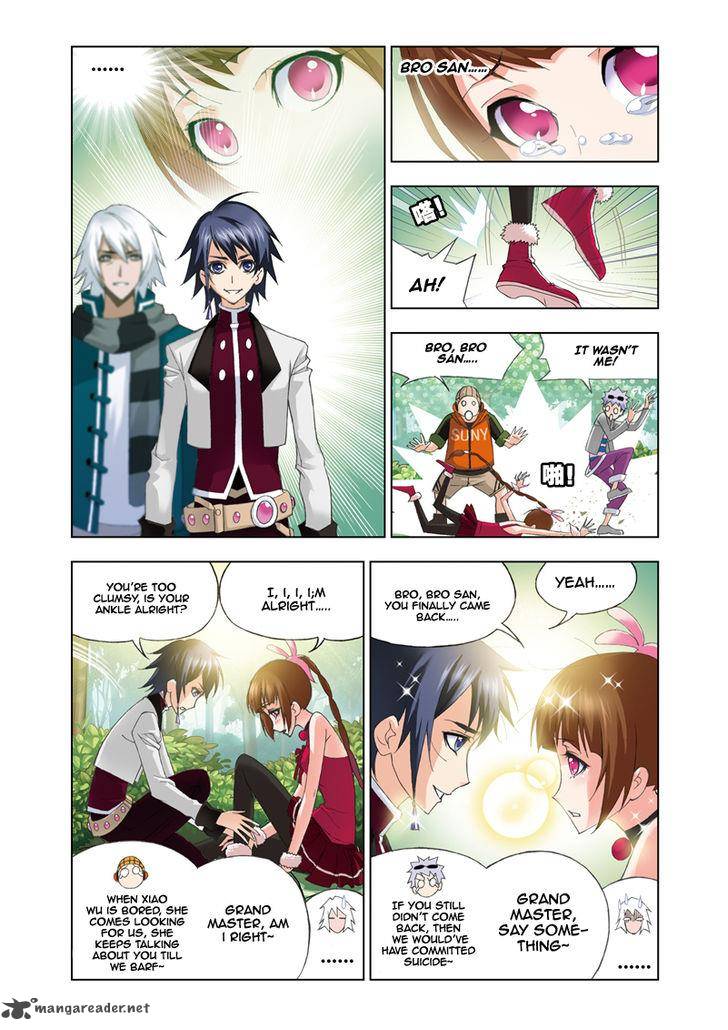 ......
BRO SAN......
嗒!
AH!
BRO, BRO
SAN.....
IT WASN'T
ME!
SUNY
啪!
YOU'RE TOO
CLUMSY, IS YOUR
ANKLE ALRIGHT?
I, I, I, I;M
ALRIGHT.....
WHEN XIAO
WU IS BORED, SHE
COMES LOOKING
FOR US, SHE
KEEPS TALKING
ABOUT YOU TILL
WE BARF~
GRAND
MASTER, AM
I RIGHT~
......
BRO, BRO SAN,
YOU FINALLY CAME
BACK.....
YEAH......
IF YOU STILL
DIDN'T COME
BACK, THEN
WE WOULD'VE
HAVE COMMITTED
SUICIDE~
GRAND
MASTER,
SAY SOME-
THING~
......
mangareader.net